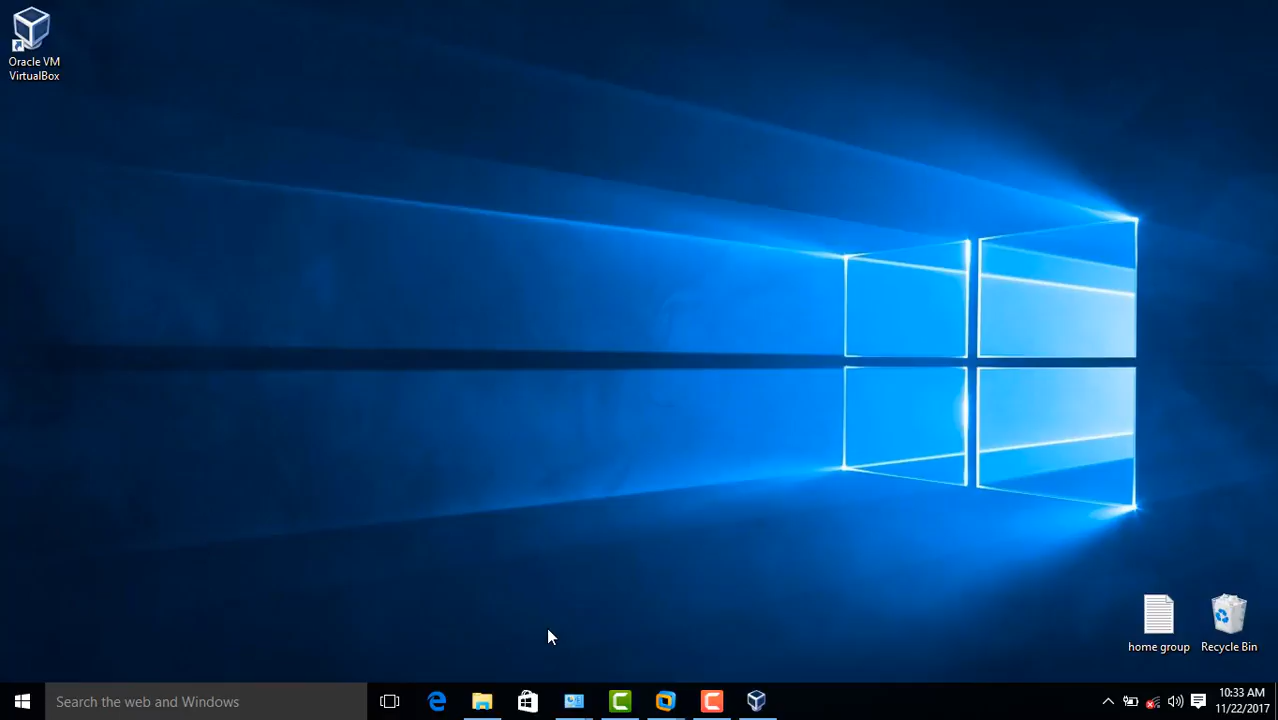 Oracle VM
VirtualBox
home group
Recycle Bin
Search the web and Windows
10:33 AM
11/22/2017